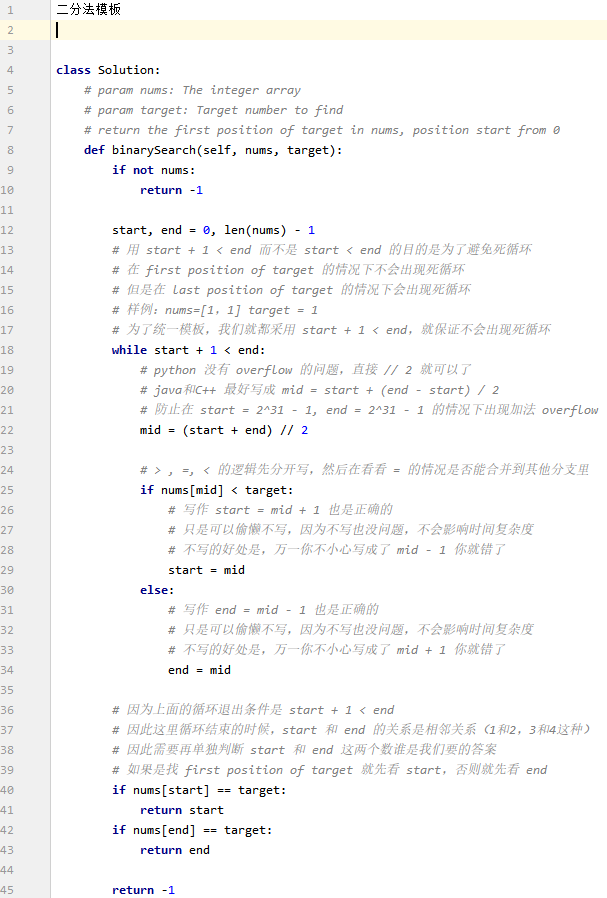 1 二分法模板
2
3
4 class Solution:
5     # param nums: The integer array
6     # param target: Target number to find
7     # return the first position of target in nums, position start from 0
8     def binarySearch(self, nums, target):
9         if not nums:
10             return -1
11
12         start, end = 0, len(nums) - 1
13         # 用 start + 1 < end 而不是 start < end 的目的是为了避免死循环
14         # 在 first position of target 的情况下不会出现死循环
15         # 但是在 last position of target 的情况下会出现死循环
16         # 样例：nums=[1，1] target = 1
17         # 为了统一模板，我们就都采用 start + 1 < end，就保证不会出现死循环
18         while start + 1 < end:
19             # python 没有 overflow 的问题，直接 // 2 就可以了
20             # java和C++ 最好写成 mid = start + (end - start) / 2
21             # 防止在 start = 2^31 - 1, end = 2^31 - 1 的情况下出现加法 overflow
22             mid = (start + end) // 2
23
24             # > , =, < 的逻辑先分开写，然后在看看 = 的情况是否能合并到其他分支里
25             if nums[mid] < target:
26                 # 写作 start = mid + 1 也是正确的
27                 # 只是可以偷懒不写，因为不写也没问题，不会影响时间复杂度
28                 # 不写的好处是，万一你不小心写成了 mid - 1 你就错了
29                 start = mid
30             else:
31                 # 写作 end = mid - 1 也是正确的
32                 # 只是可以偷懒不写，因为不写也没问题，不会影响时间复杂度
33                 # 不写的好处是，万一你不小心写成了 mid + 1 你就错了
34                 end = mid
35
36         # 因为上面的循环退出条件是 start + 1 < end
37         # 因此这里循环结束的时候，start 和 end 的关系是相邻关系（1和2，3和4这种）
38         # 因此需要再单独判断 start 和 end 这两个数谁是我们要的答案
39         # 如果是找 first position of target 就先看 start，否则就先看 end
40         if nums[start] == target:
41             return start
42         if nums[end] == target:
43             return end
44
45         return -1